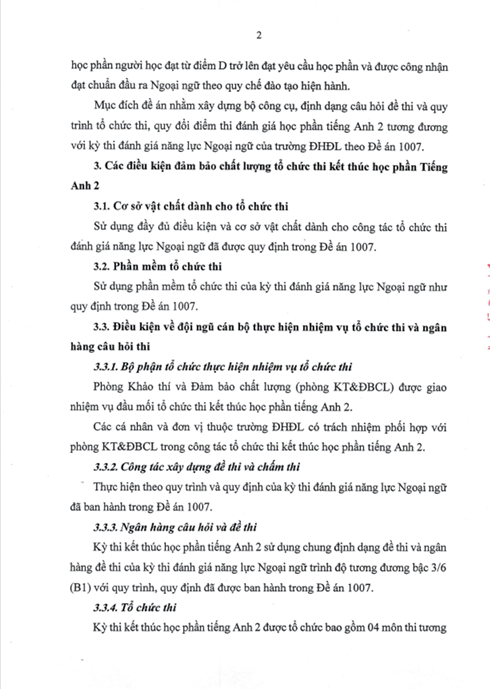 2
học phần người học đạt từ điểm D trở lên đạt yêu cầu học phần và được công nhận
đạt chuẩn đầu ra Ngoại ngữ theo quy chế đào tạo hiện hành.
Mục đích đề án nhằm xây dựng bộ công cụ, định dạng câu hỏi đề thi và quy
trình tổ chức thi, quy đổi điểm thi đánh giá học phần tiếng Anh 2 tương đương
với kỳ thi đánh giá năng lực Ngoại ngữ của trường ĐHĐL theo Đề án 1007.
3. Các điều kiện đảm bảo chất lượng tổ chức thi kết thúc học phần Tiếng
Anh 2
3.1. Cơ sở vật chất dành cho tổ chức thi
Sử dụng đầy đủ điều kiện và cơ sở vật chất dành cho công tác tổ chức thi
đánh giá năng lực Ngoại ngữ đã được quy định trong Đề án 1007.
3.2. Phần mềm tổ chức thi
Sử dụng phần mềm tổ chức thi của kỳ thi đánh giá năng lực Ngoại ngữ như
quy định trong Đề án 1007.
3.3. Điều kiện về đội ngũ cán bộ thực hiện nhiệm vụ tổ chức thi và ngân
hàng câu hỏi thi
3.3.1. Bộ phận tổ chức thực hiện nhiệm vụ tổ chức thi
Phòng Khảo thí và Đảm bảo chất lượng (phòng KT&ĐBCL) được giao
nhiệm vụ đầu mối tổ chức thi kết thúc học phần tiếng Anh 2.
Các cá nhân và đơn vị thuộc trường ĐHĐL có trách nhiệm phối hợp với
phòng KT&ĐBCL trong công tác tổ chức thi kết thúc học phần tiếng Anh 2.
3.3.2. Công tác xây dựng đề thi và chấm thi
Thực hiện theo quy trình và quy định của kỳ thi đánh giá năng lực Ngoại ngữ
đã ban hành trong Đề án 1007.
3.3.3. Ngân hàng câu hỏi và đề thi
Kỳ thi kết thúc học phần tiếng Anh 2 sử dụng chung định dạng đề thi và ngân
hàng đề thi của kỳ thi đánh giá năng lực Ngoại ngữ trình độ tương đương bậc 3/6
(B1) với quy trình, quy định đã được ban hành trong Đề án 1007.
3.3.4. Tổ chức thi
Kỳ thi kết thúc học phần tiếng Anh 2 được tổ chức bao gồm 04 môn thi tương